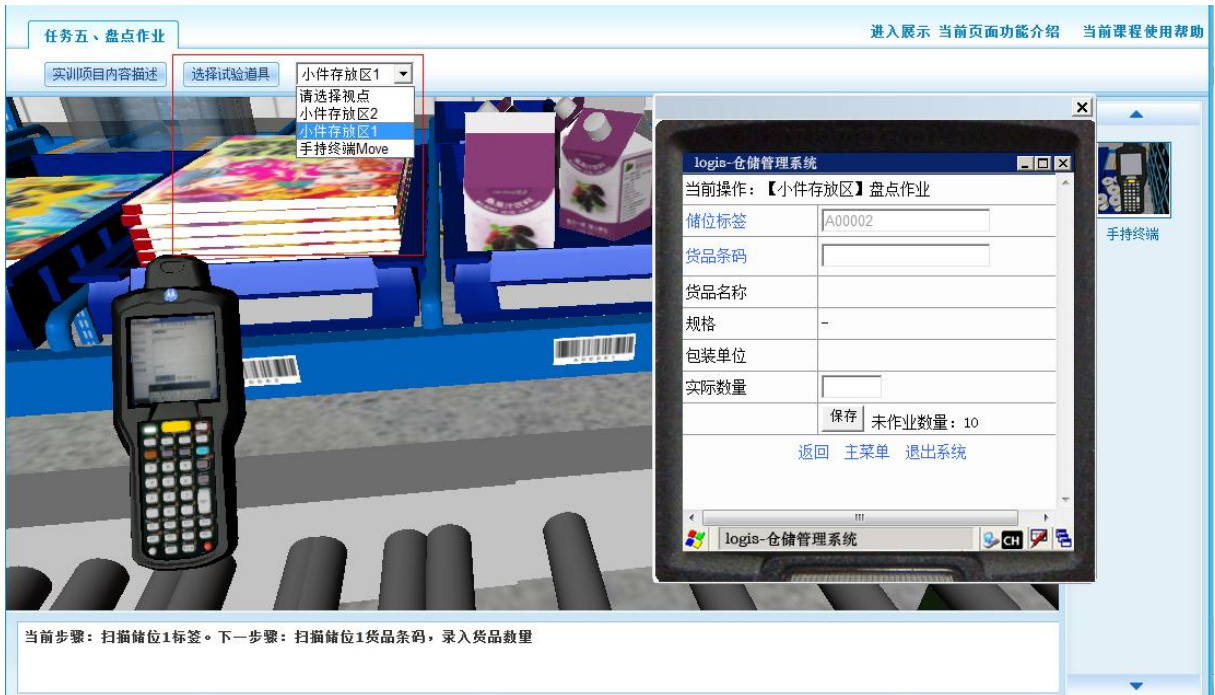 任务五、盘点作业
进入展示 当前页面功能介绍 当前课程使用帮助
实训项目内容描述
选择试验道具
小件存放区1
请选择视点
小件存放区2
小件存放区1
手持终端Move
logis-仓储管理系统
当前操作:【小件存放区】盘点作业
储位标签 A00002
货品条码
货品名称
规格 -
包装单位
实际数量
保存 未作业数量: 10
返回 主菜单 退出系统
logis-仓储管理系统
CH
手持终端
当前步骤: 扫描储位1标签。下一步骤: 扫描储位1货品条码, 录入货品数量